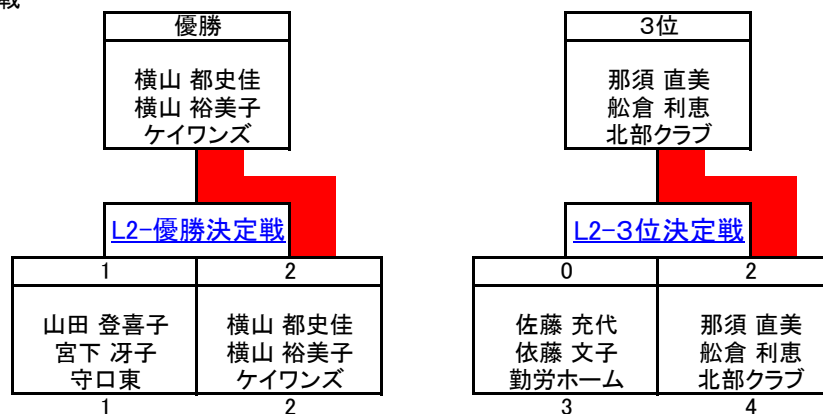 戦
優勝
横山 都史佳
横山 裕美子
ケイワンズ
L2-優勝決定戦
1 2
山田 登喜子
宮下 冴子
守口東
横山 都史佳
横山 裕美子
ケイワンズ
1 2
3位
那須 直美
舩倉 利恵
北部クラブ
L2-3位決定戦
0 2
佐藤 充代
依藤 文子
勤労ホーム
那須 直美
舩倉 利恵
北部クラブ
3 4